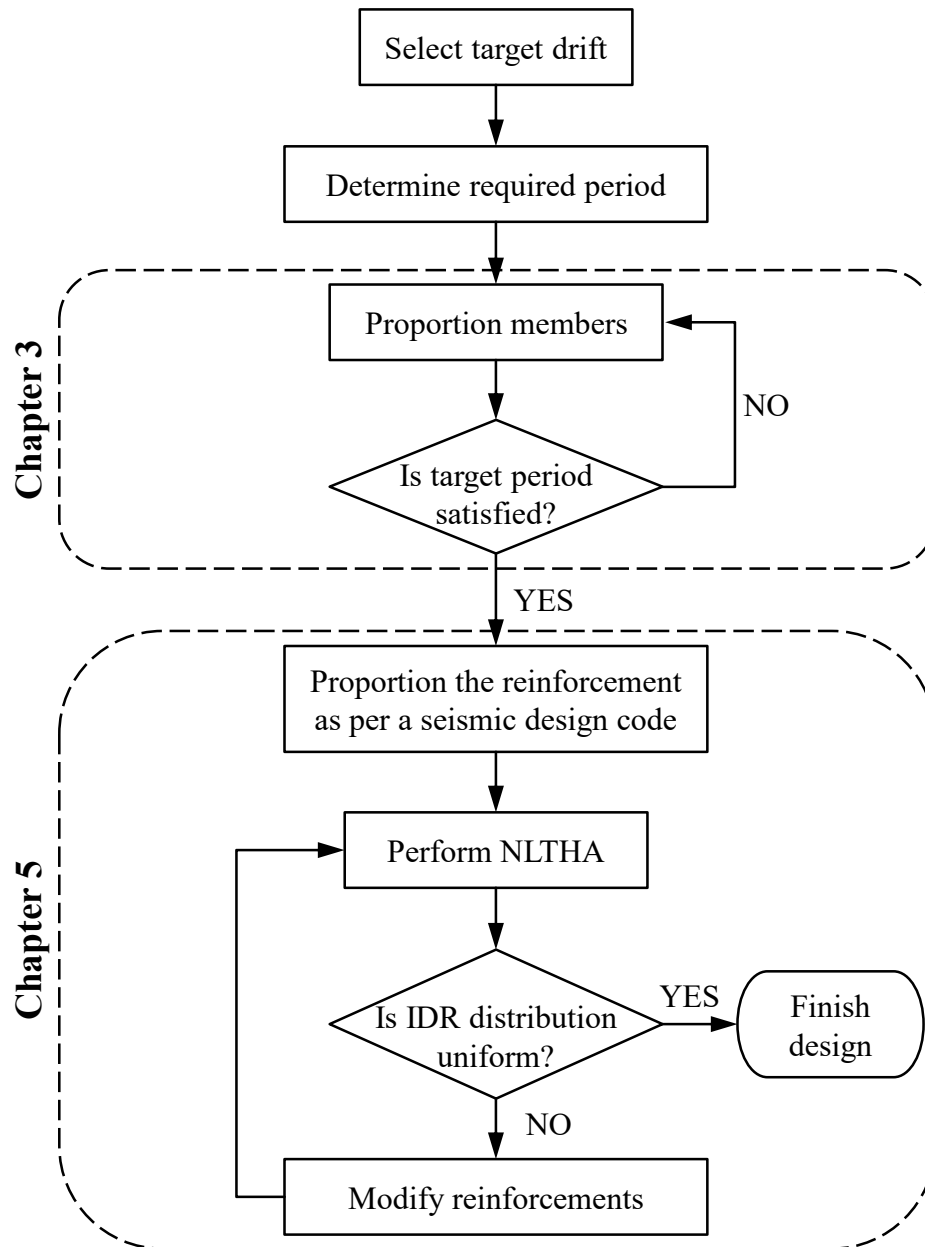 Select target drift
Determine required period
Chapter 3
Proportion members
NO
Is target period
satisfied?
YES
Chapter 5
Proportion the reinforcement
as per a seismic design code
Perform NLTHA
Is IDR distribution
uniform?
YES
Finish
design
NO
Modify reinforcements